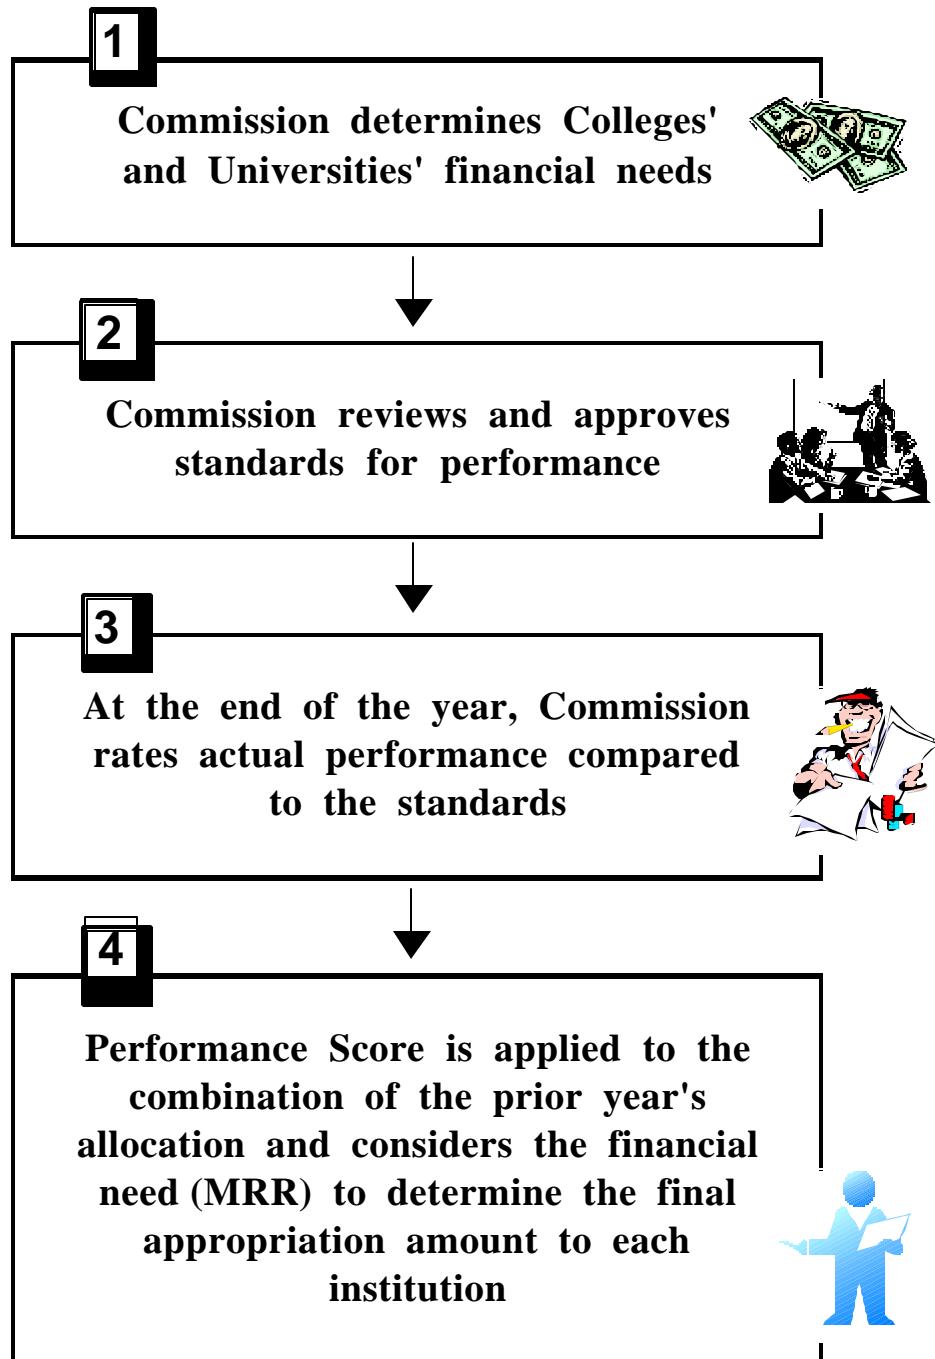 1
Commission determines Colleges'
and Universities' financial needs
2
Commission reviews and approves
standards for performance
3
At the end of the year, Commission
rates actual performance compared
to the standards
4
Performance Score is applied to the
combination of the prior year's
allocation and considers the financial
need (MRR) to determine the final
appropriation amount to each
institution